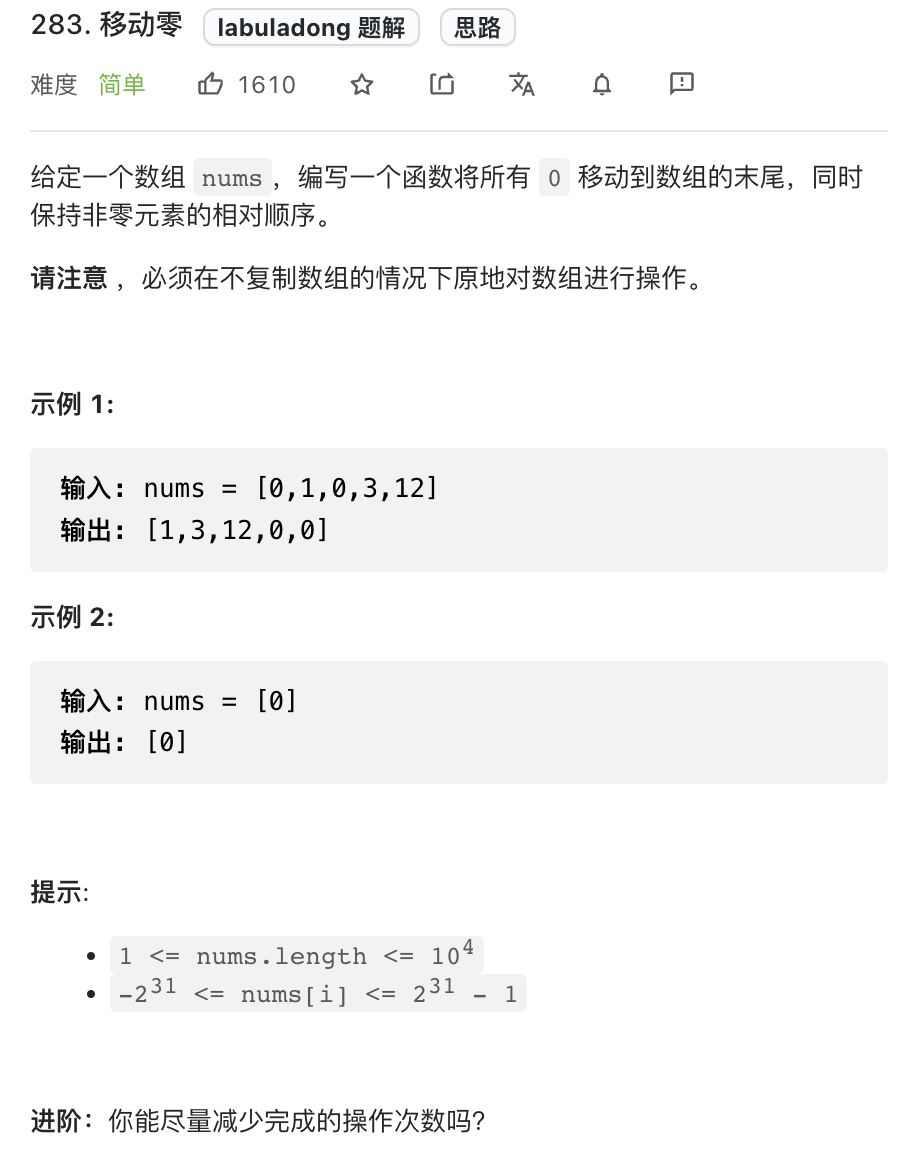 283. 移动零 labuladong 题解 思路
难度 简单 1610
给定一个数组 nums，编写一个函数将所有 0 移动到数组的末尾，同时
保持非零元素的相对顺序。
请注意 ，必须在不复制数组的情况下原地对数组进行操作。
示例 1:
输入: nums = [0,1,0,3,12]
输出: [1,3,12,0,0]
示例 2:
输入: nums = [0]
输出: [0]
提示:
• 1 <= nums.length <= 10⁴
• -2³¹ <= nums[i] <= 2³¹ - 1
进阶：你能尽量减少完成的操作次数吗?